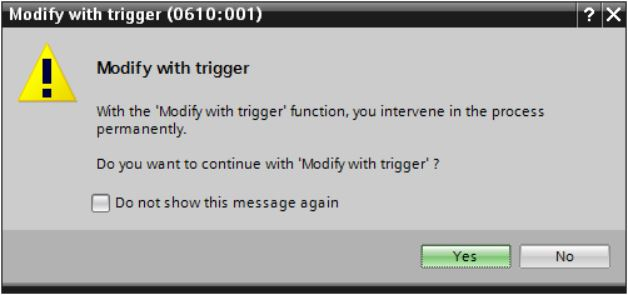 Modify with trigger (0610:001)
? X
Modify with trigger
With the 'Modify with trigger' function, you intervene in the process
permanently.
Do you want to continue with 'Modify with trigger' ?
Do not show this message again
Yes No